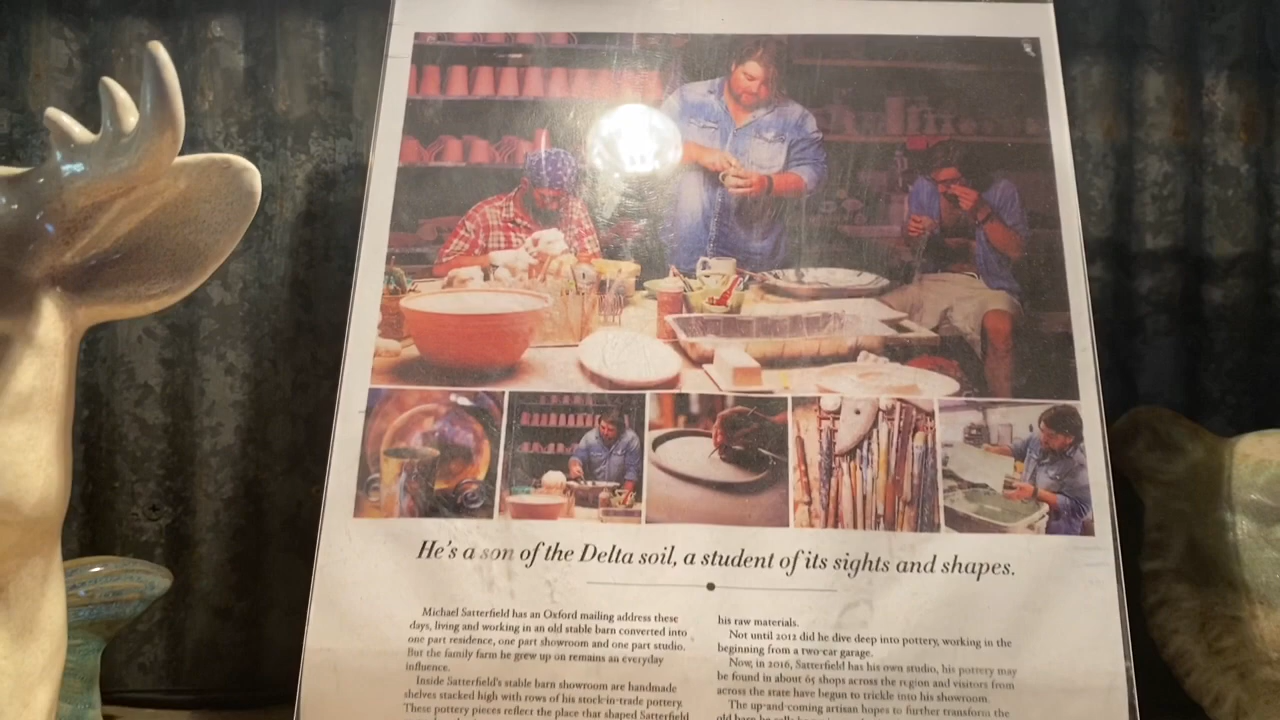 He's a son of the Delta soil, a student of its sights and shapes.
Michael Satterfield has an Oxford mailing address these
days, living and working in an old stable barn converted into
one part residence, one part showroom and one part studio.
But the family farm he grew up on remains an everyday
influence.
Inside Satterfield's stable barn showroom are handmade
shelves stacked high with rows of his stock-in-trade pottery.
These pottery pieces reflect the place that shaped Satterfield
his raw materials.
Not until 2012 did he dive deep into pottery, working in the
beginning from a two-car garage.
Now, in 2016, Satterfield has his own studio, his pottery may
be found in about 65 shops across the region and visitors from
across the state have begun to trickle into his showroom.
The up-and-coming artisan hopes to further transform the
old barn he calls